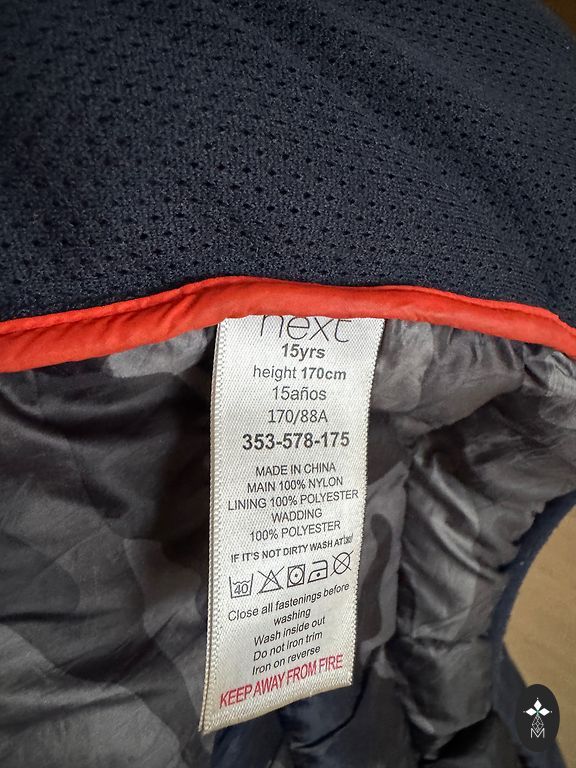 next
15yrs
height 170cm
15años
170/88A
353-578-175
MADE IN CHINA
MAIN 100% NYLON
LINING 100% POLYESTER
WADDING
100% POLYESTER
IF IT'S NOT DIRTY WASH AT 30
40
Close all fastenings before
washing
Wash inside out
Do not iron trim
Iron on reverse
KEEP AWAY FROM FIRE
M